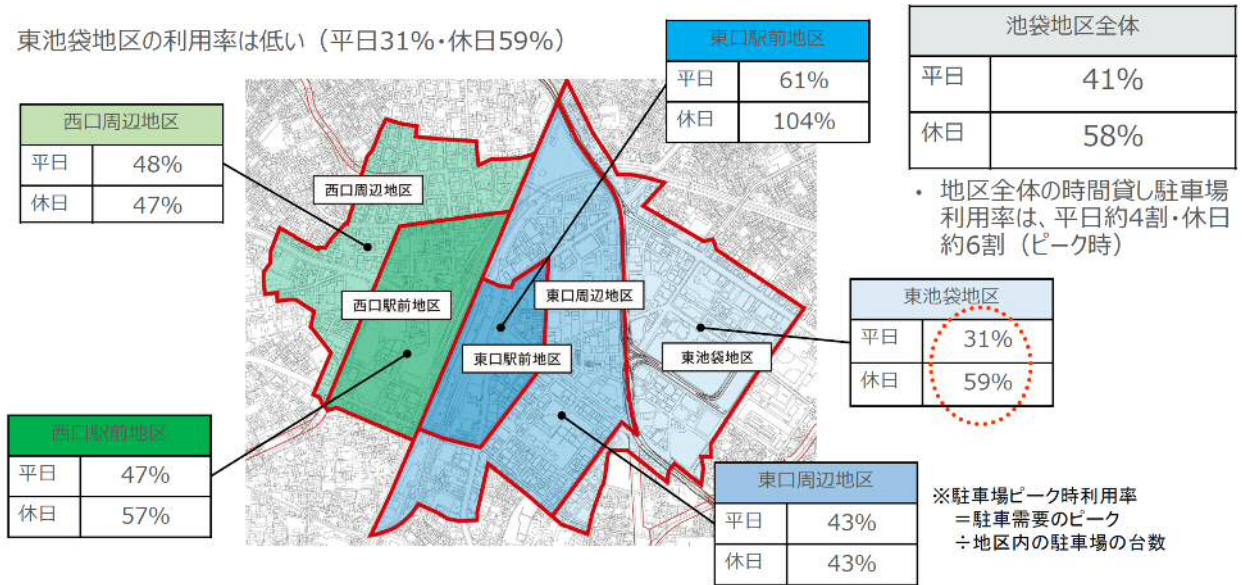 東池袋地区の利用率は低い（平日31%・休日59%）
西口周辺地区
平日 48%
休日 47%
東口駅前地区
平日 61%
休日 104%
池袋地区全体
平日 41%
休日 58%
・ 地区全体の時間貸し駐車場
利用率は、平日約4割・休日
約6割（ピーク時）
西口周辺地区
西口駅前地区
東口周辺地区
東口駅前地区
東池袋地区
東池袋地区
平日 31%
休日 59%
西口駅前地区
平日 47%
休日 57%
東口周辺地区
平日 43%
休日 43%
※駐車場ピーク時利用率
＝駐車需要のピーク
÷地区内の駐車場の台数